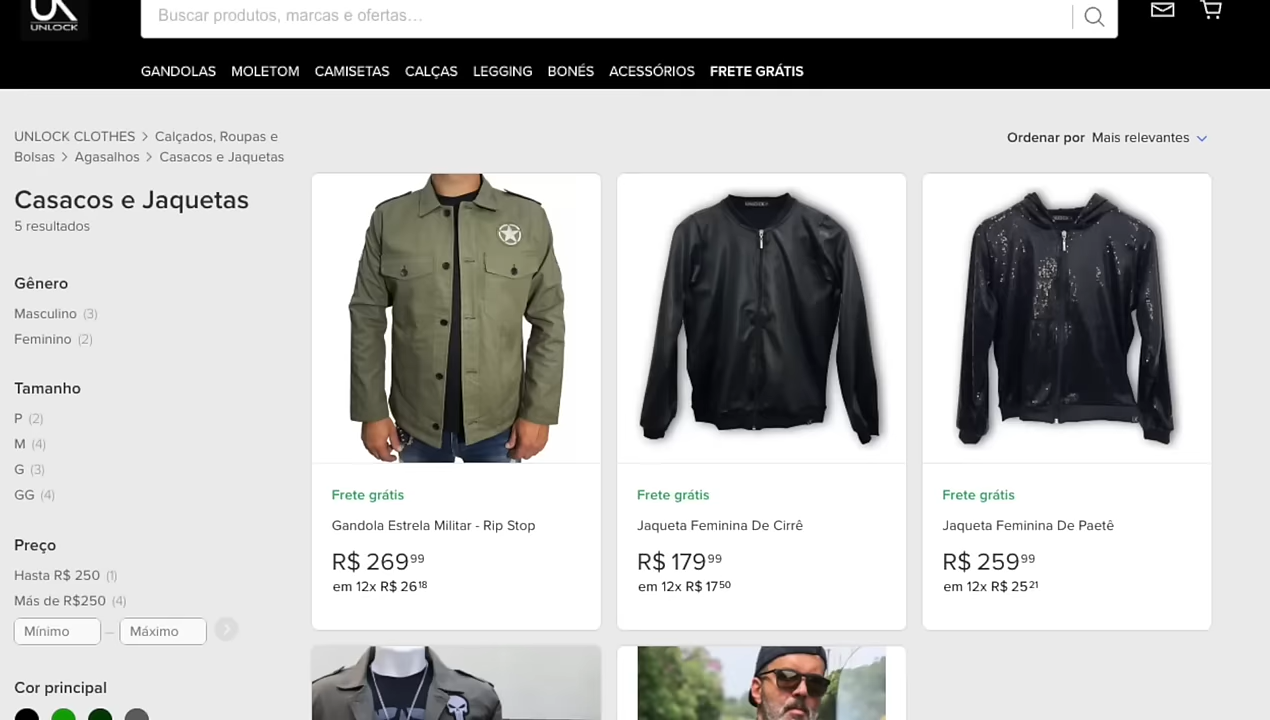 UNLOCK
Buscar produtos, marcas e ofertas...
GANDOLAS MOLETOM CAMISETAS CALÇAS LEGGING BONÉS ACESSÓRIOS FRETE GRÁTIS
UNLOCK CLOTHES > Calçados, Roupas e
Bolsas > Agasalhos > Casacos e Jaquetas
Ordenar por Mais relevantes
Casacos e Jaquetas
5 resultados
Gênero
Masculino (3)
Feminino (2)
Tamanho
P (2)
M (4)
G (3)
GG (4)
Preço
Hasta R$ 250 (1)
Más de R$250 (4)
Mínimo – Máximo
Cor principal
Frete grátis
Gandola Estrela Militar - Rip Stop
R$ 269 99
em 12x R$ 26 18
Frete grátis
Jaqueta Feminina De Cirrê
R$ 179 99
em 12x R$ 17 50
Frete grátis
Jaqueta Feminina De Paetê
R$ 259 99
em 12x R$ 25 21